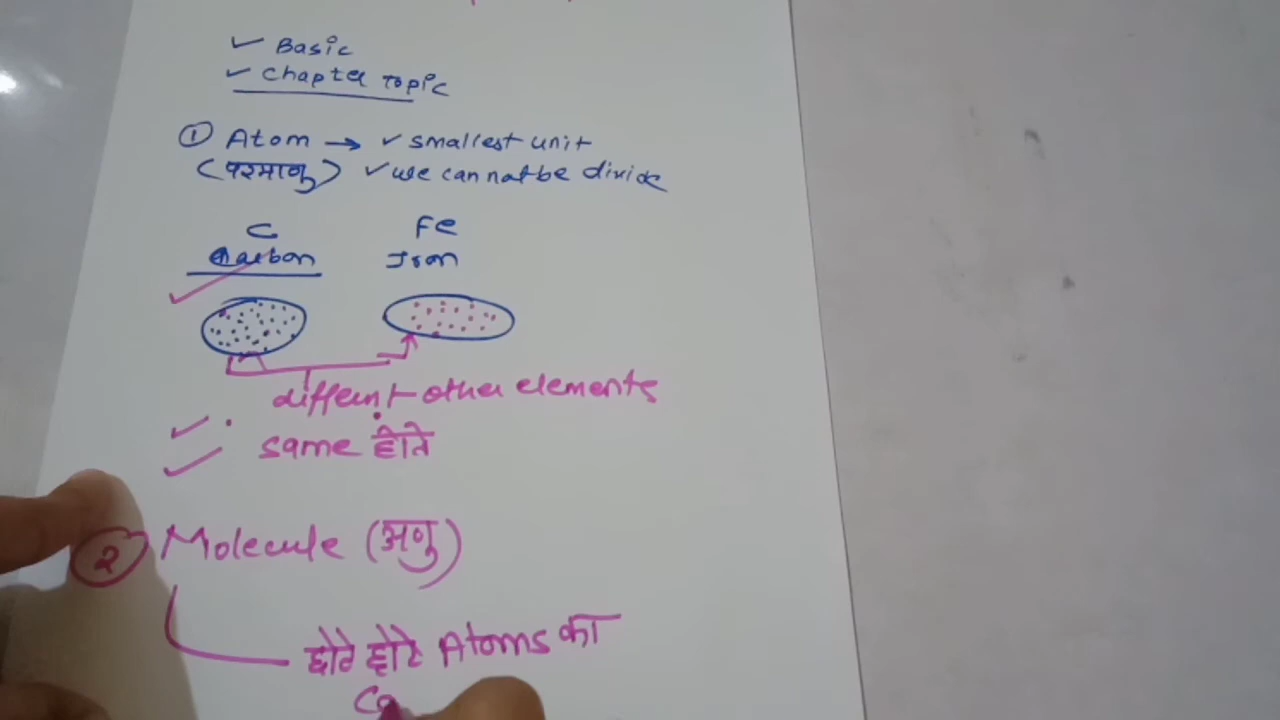 Basic
Chapter Topic
① Atom → smallest unit
(परमाणु) we can not be divide
C Fe
Carbon Iron
different other elements
same होते
② Molecule (अणु)
छोटे छोटे Atoms का